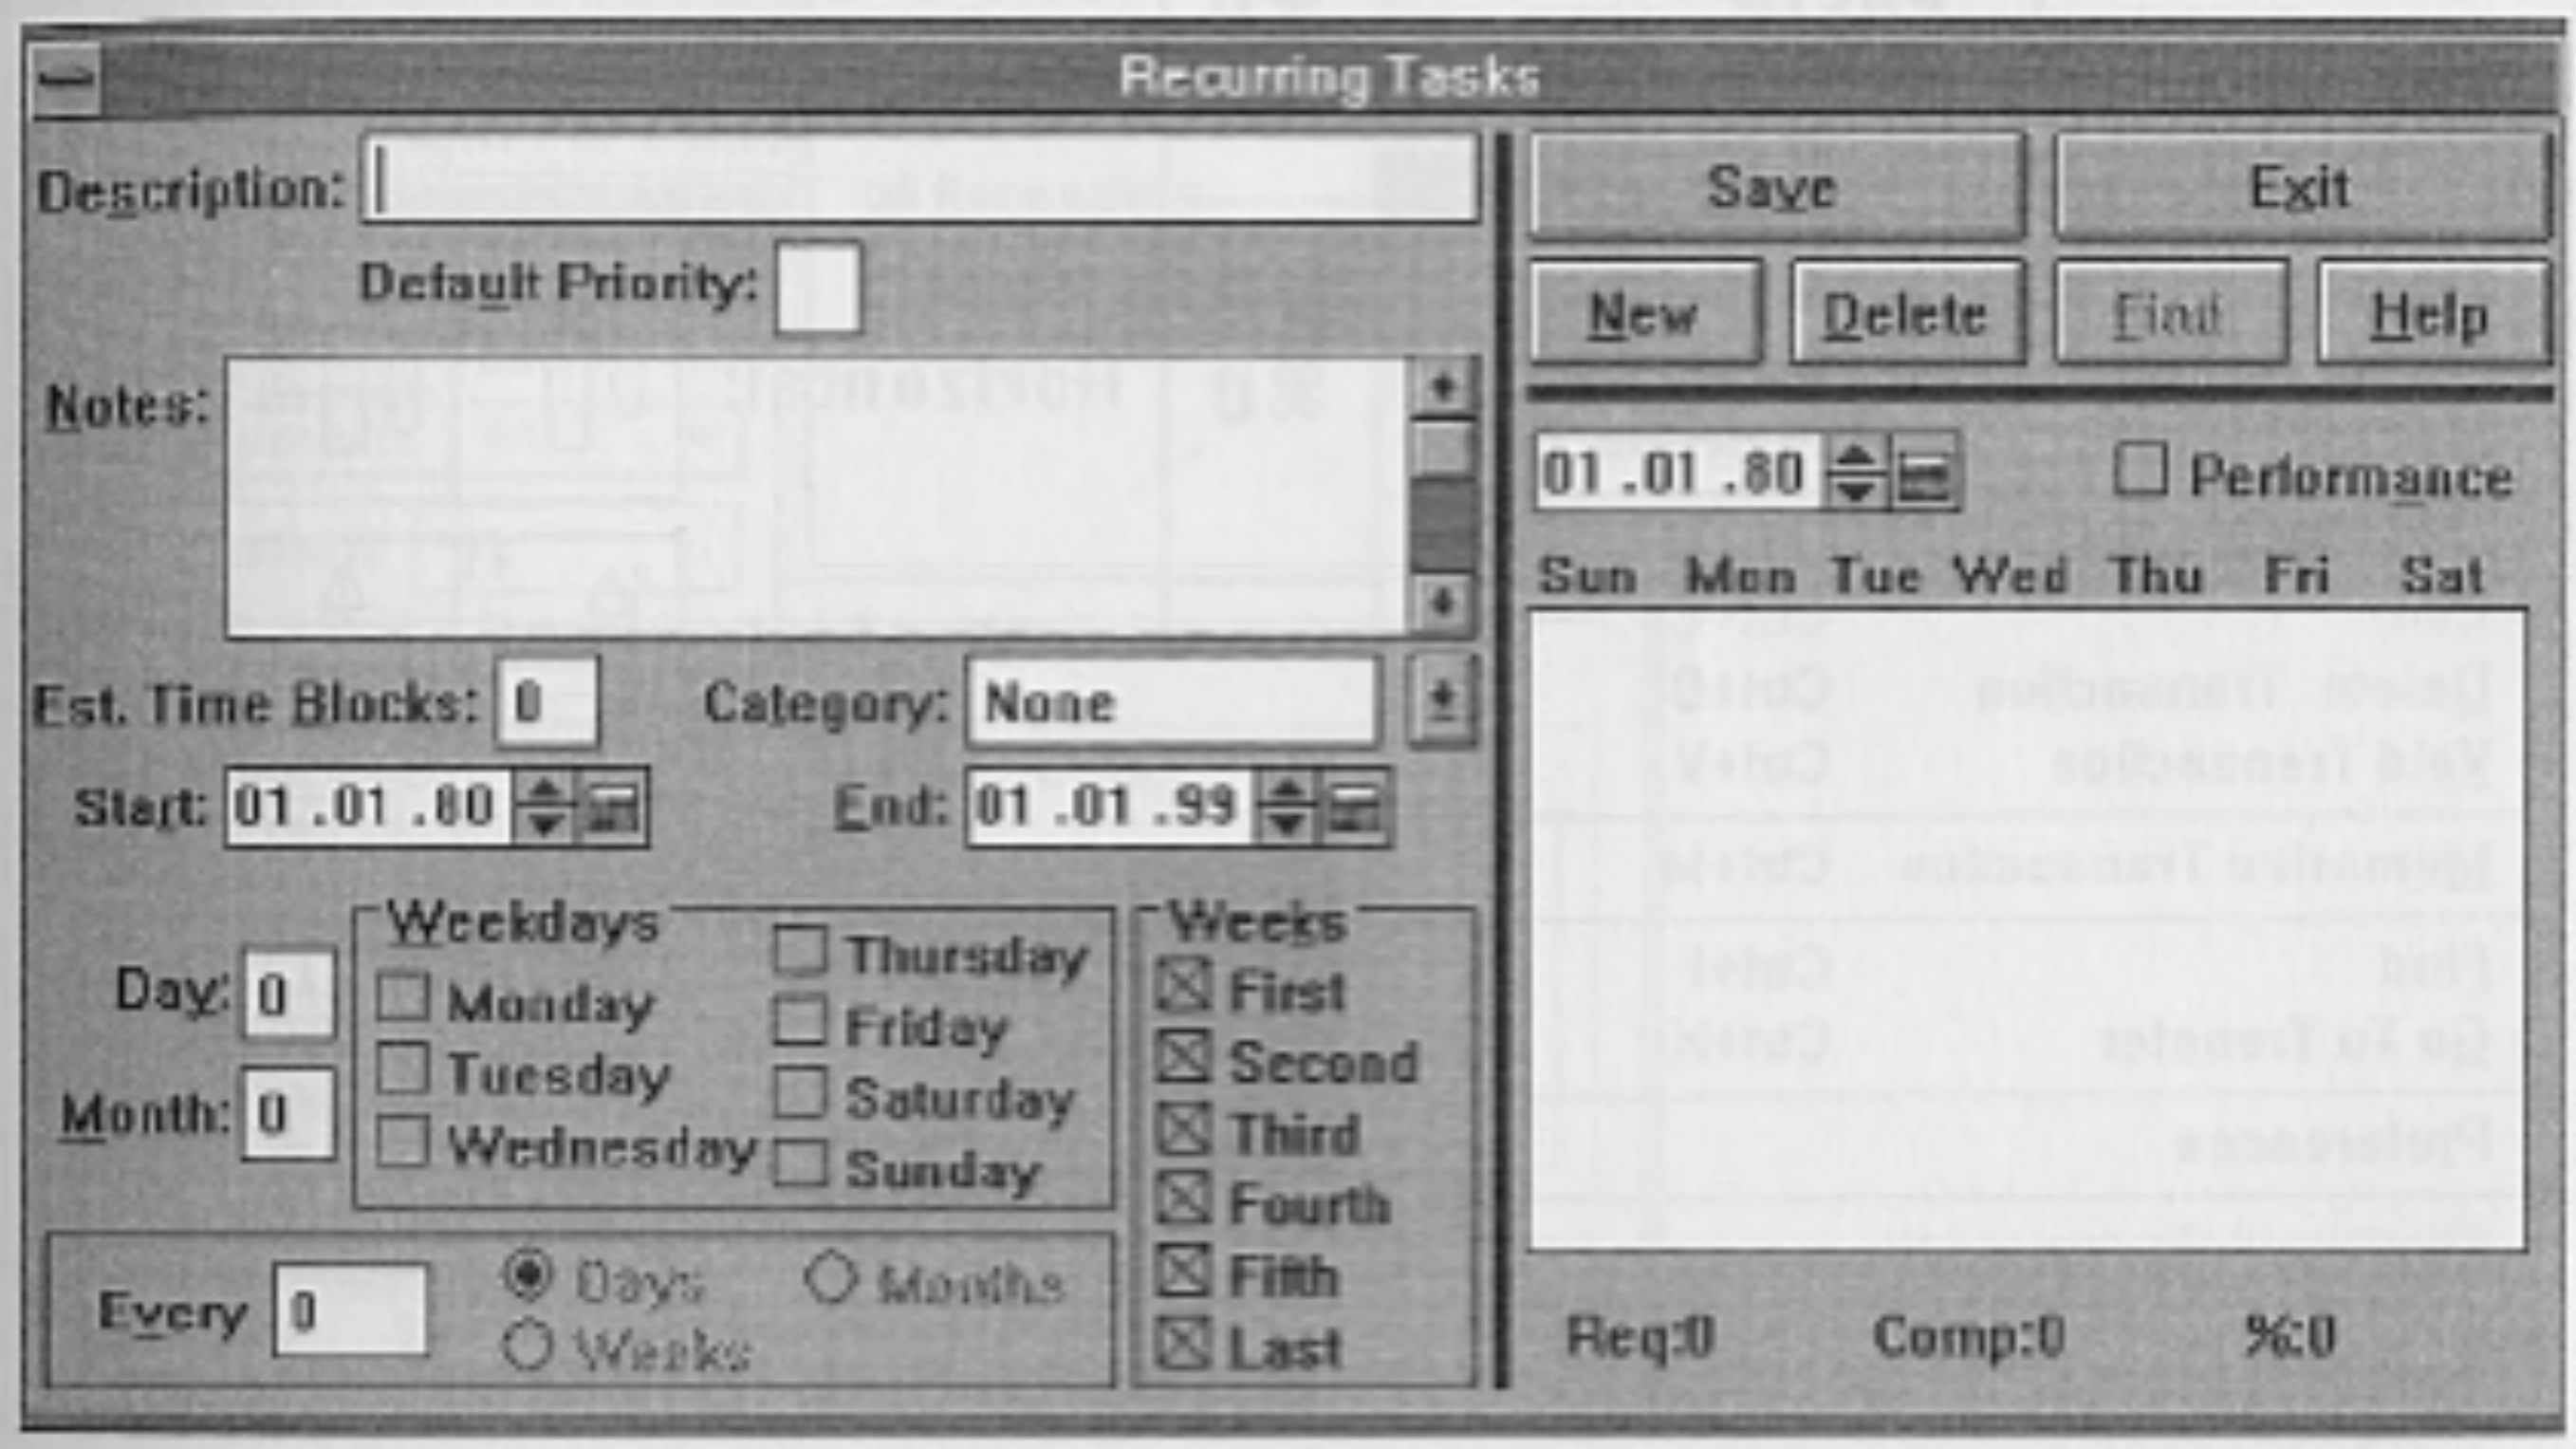 Recurring Tasks
Description:
Default Priority:
Notes:
Est. Time Blocks: 0 Category: None
Start: 01 .01 .80 End: 01 .01 .99
Day: 0
Month: 0
Weekdays
Monday
Tuesday
Wednesday
Thursday
Friday
Saturday
Sunday
Weeks
First
Second
Third
Fourth
Fifth
Last
Every 0 Days Months
Weeks
Save Exit
New Delete Find Help
01 .01 .80 Performance
Sun Mon Tue Wed Thu Fri Sat
Req:0 Comp:0 %:0